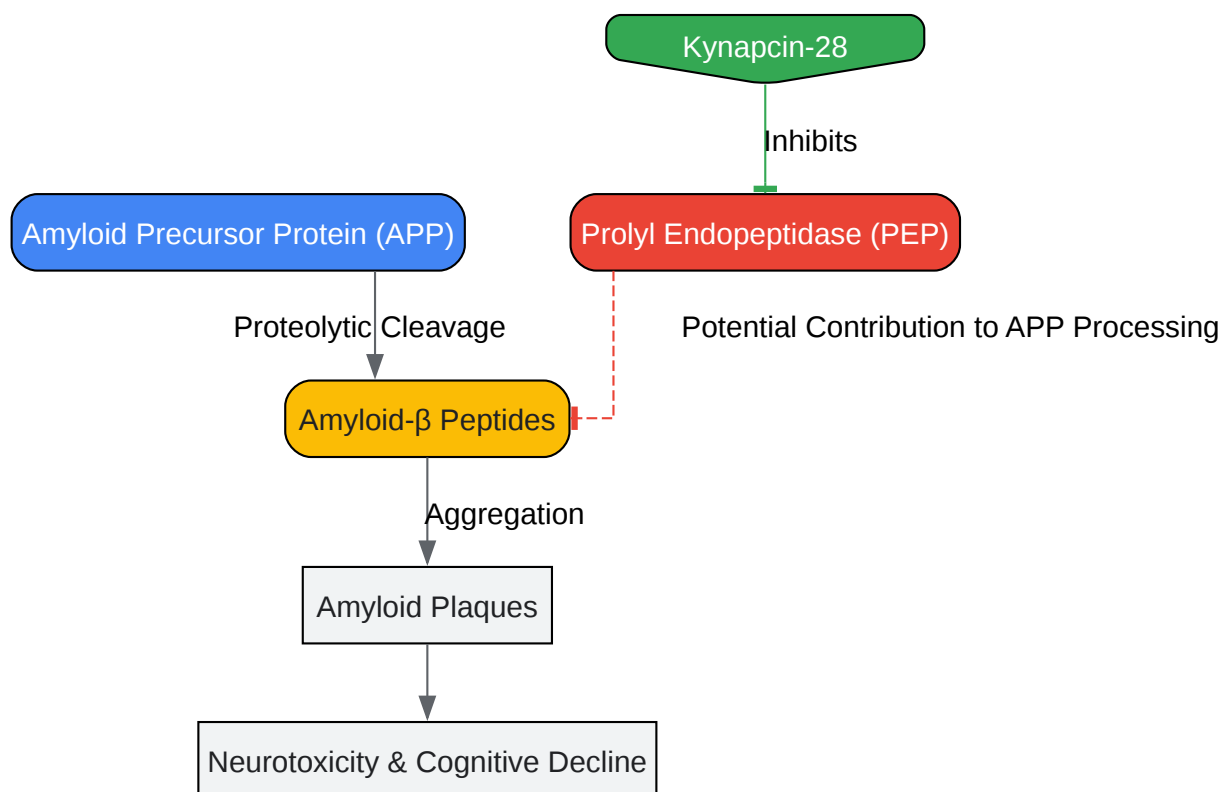 Kynapcin-28
Inhibits
Amyloid Precursor Protein (APP)
Prolyl Endopeptidase (PEP)
Proteolytic Cleavage
Potential Contribution to APP Processing
Amyloid-β Peptides
Aggregation
Amyloid Plaques
Neurotoxicity & Cognitive Decline